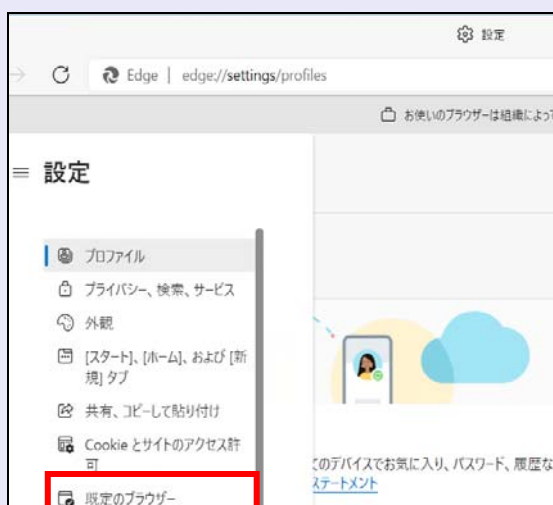 設定
Edge | edge://settings/profiles
お使いのブラウザーは組織によって
設定
プロファイル
プライバシー、検索、サービス
外観
[スタート]、[ホーム]、および [新
規] タブ
共有、コピーして貼り付け
Cookie とサイトのアクセス許
可
既定のブラウザー
てのデバイスでお気に入り、パスワード、履歴な
ステートメント